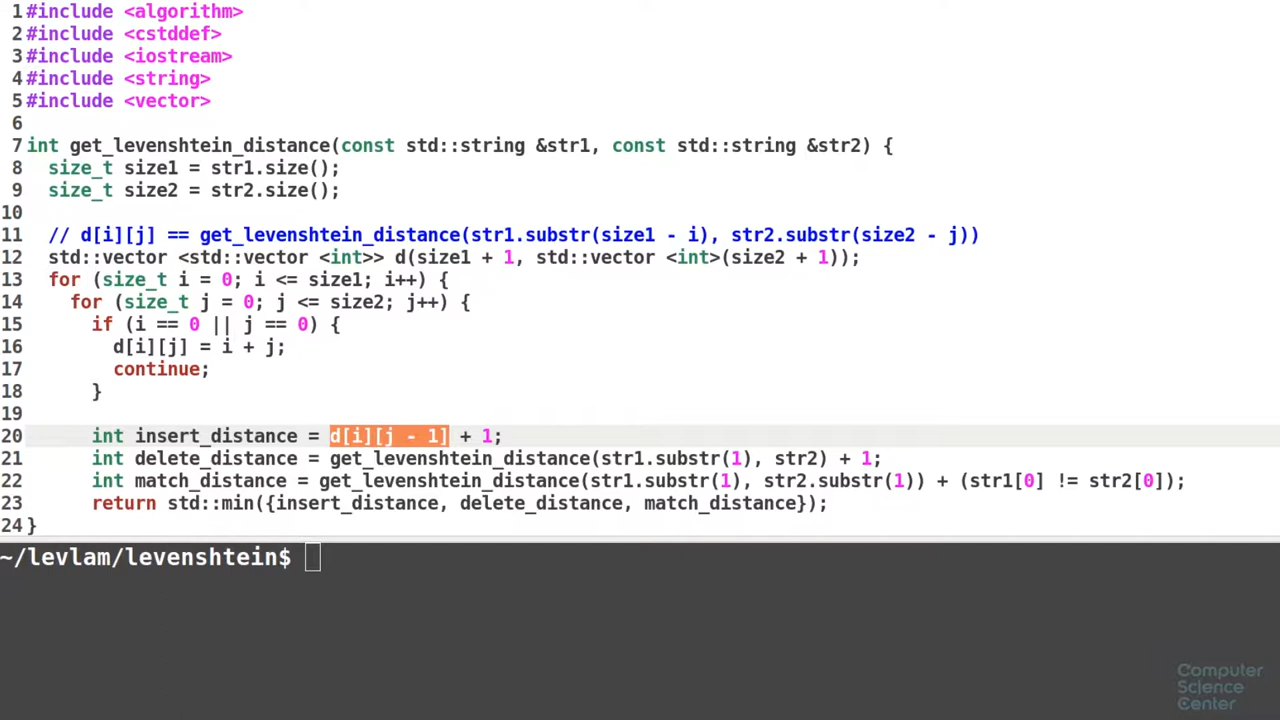 1 #include <algorithm>
2 #include <cstddef>
3 #include <iostream>
4 #include <string>
5 #include <vector>
6
7 int get_levenshtein_distance(const std::string &str1, const std::string &str2) {
8   size_t size1 = str1.size();
9   size_t size2 = str2.size();
10
11   // d[i][j] == get_levenshtein_distance(str1.substr(size1 - i), str2.substr(size2 - j))
12   std::vector <std::vector <int>> d(size1 + 1, std::vector <int>(size2 + 1));
13   for (size_t i = 0; i <= size1; i++) {
14     for (size_t j = 0; j <= size2; j++) {
15       if (i == 0 || j == 0) {
16         d[i][j] = i + j;
17         continue;
18       }
19
20       int insert_distance = d[i][j - 1] + 1;
21       int delete_distance = get_levenshtein_distance(str1.substr(1), str2) + 1;
22       int match_distance = get_levenshtein_distance(str1.substr(1), str2.substr(1)) + (str1[0] != str2[0]);
23       return std::min({insert_distance, delete_distance, match_distance});
24 }
~/levlam/levenshtein$
Computer
Science
Center